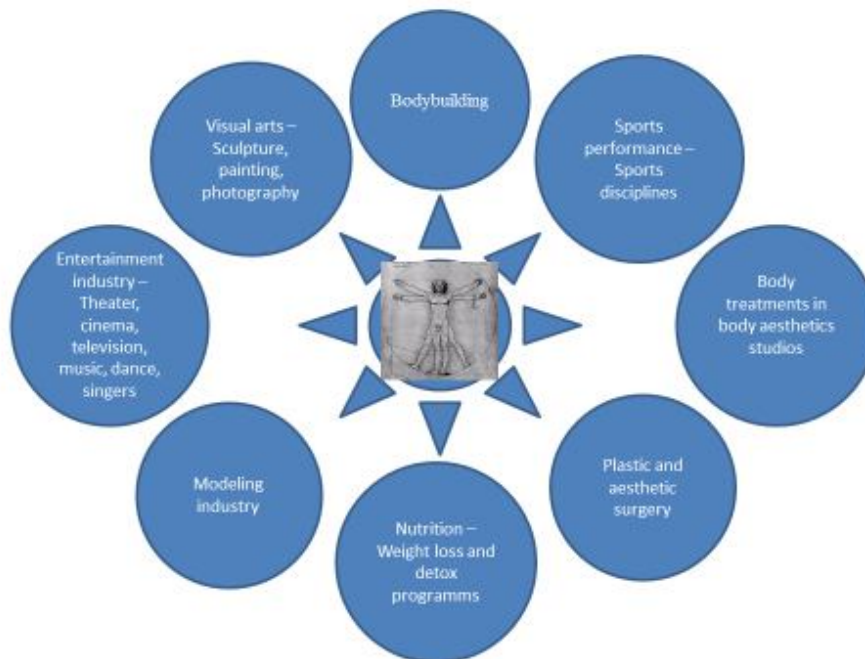 Bodybuilding
Sports
performance –
Sports
disciplines
Body
treatments in
body aesthetics
studios
Plastic and
aesthetic
surgery
Nutrition –
Weight loss and
detox
programms
Modeling
industry
Entertainment
industry –
Theater,
cinema,
television,
music, dance,
singers
Visual arts –
Sculpture,
painting,
photography